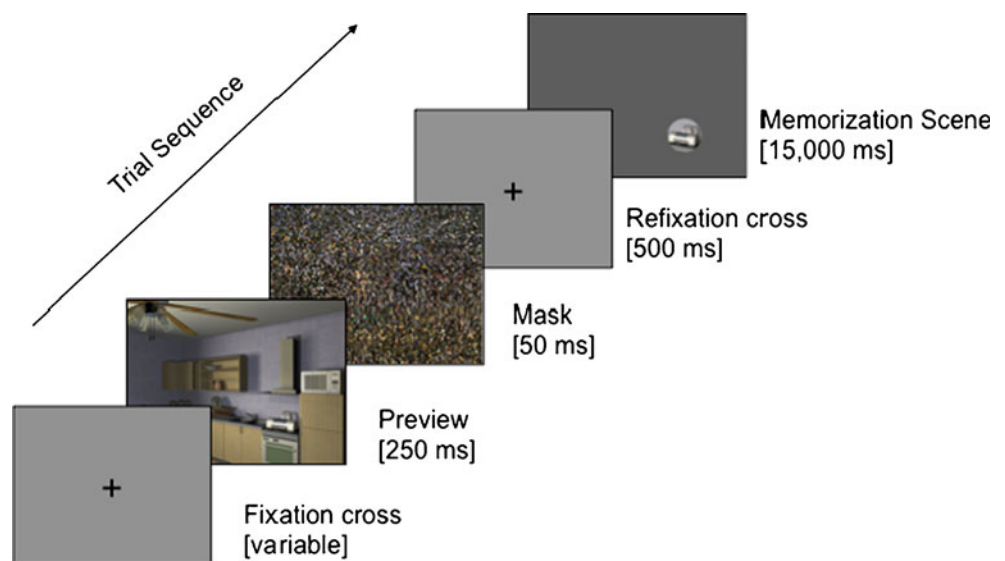 Trial Sequence
Memorization Scene
[15,000 ms]
Refixation cross
[500 ms]
Mask
[50 ms]
Preview
[250 ms]
Fixation cross
[variable]